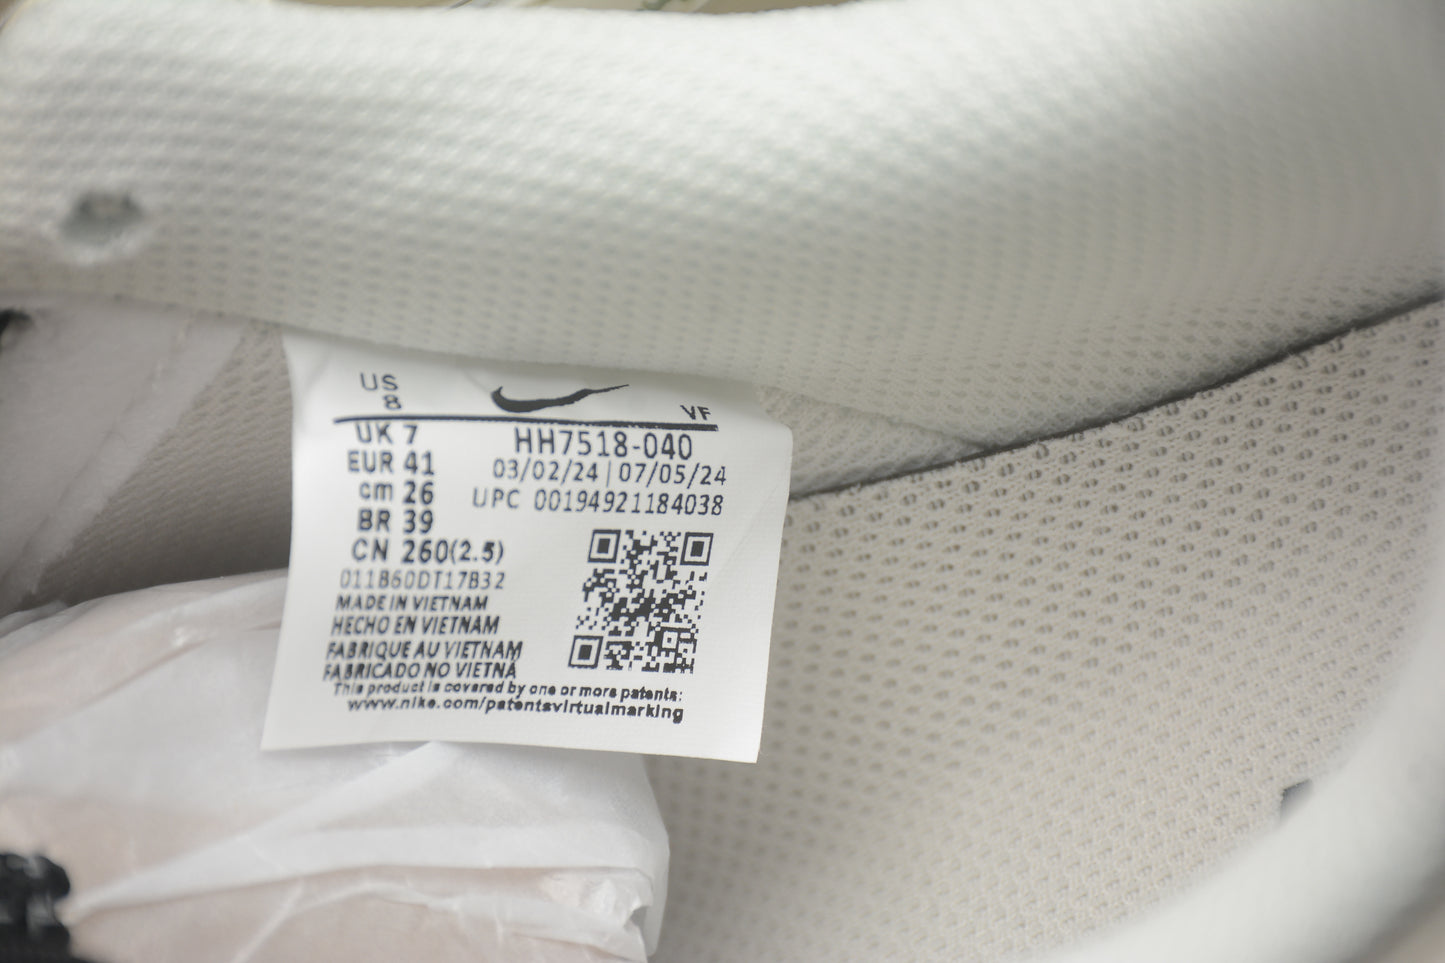 US
8
VF
UK 7
HH7518-040
EUR 41
03/02/24 | 07/05/24
cm 26
UPC 00194921184038
BR 39
CN 260(2.5)
011B60DT17B32
MADE IN VIETNAM
HECHO EN VIETNAM
FABRIQUE AU VIETNAM
FABRICADO NO VIETNA
This product is covered by one or more patents:
www.nike.com/patentsvirtualmarking